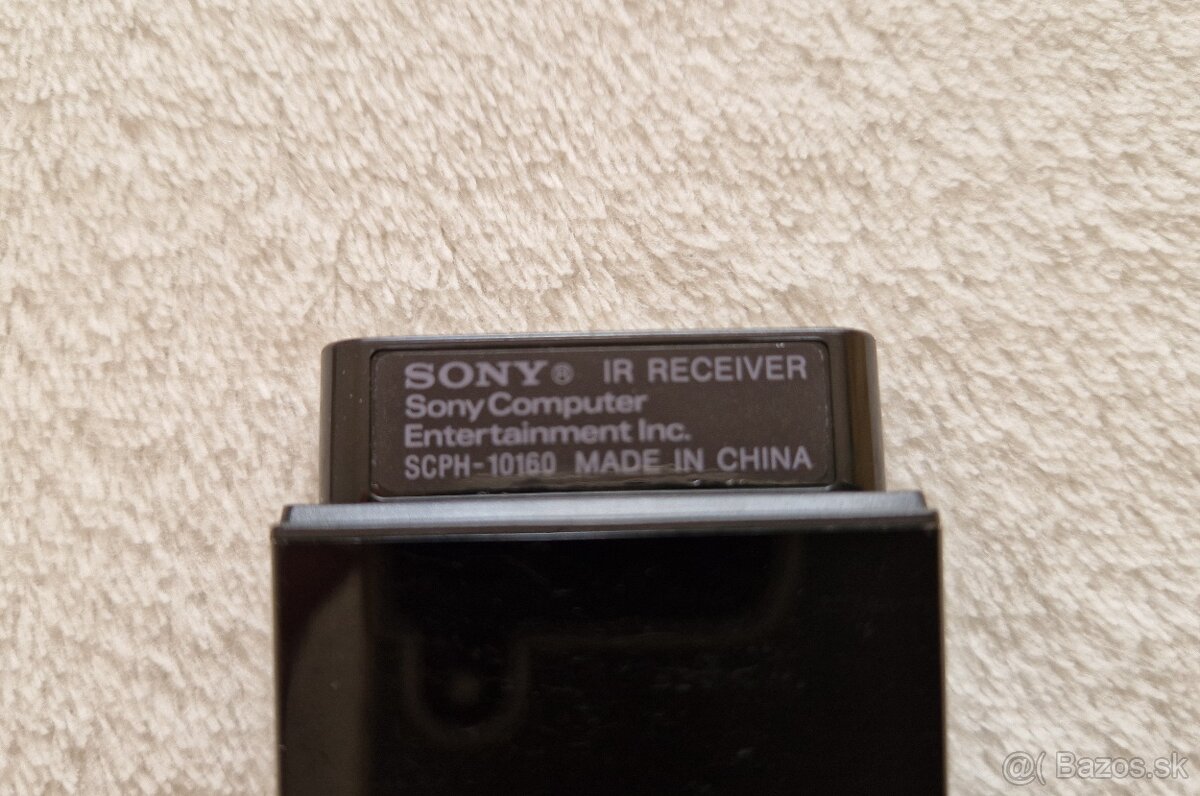 SONY® IR RECEIVER
Sony Computer
Entertainment Inc.
SCPH-10160 MADE IN CHINA
@( Bazos.sk